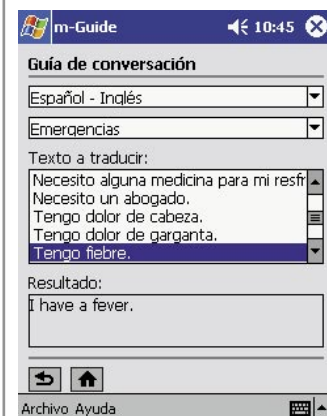 m-Guide 10:45
Guía de conversación
Español - Inglés
Emergencias
Texto a traducir:
Necesito alguna medicina para mi resfr
Necesito un abogado.
Tengo dolor de cabeza.
Tengo dolor de garganta.
Tengo fiebre.
Resultado:
I have a fever.
Archivo Ayuda